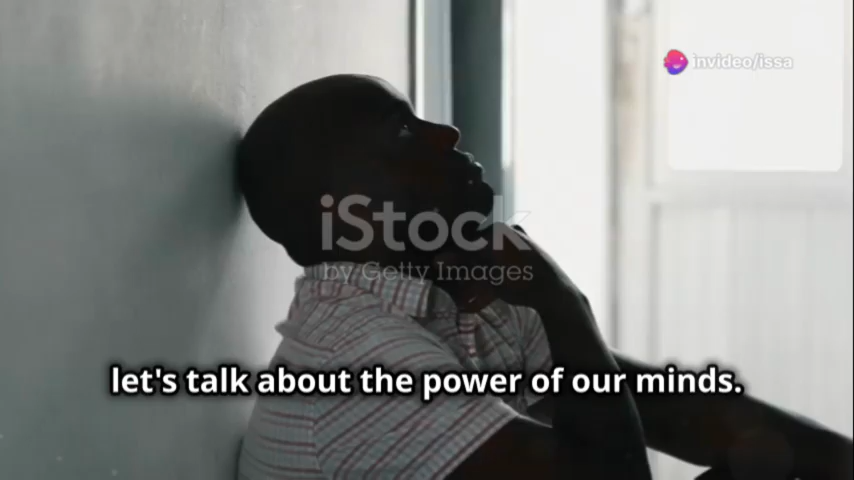 invideo/issa
iStock
by Getty Images
let's talk about the power of our minds.